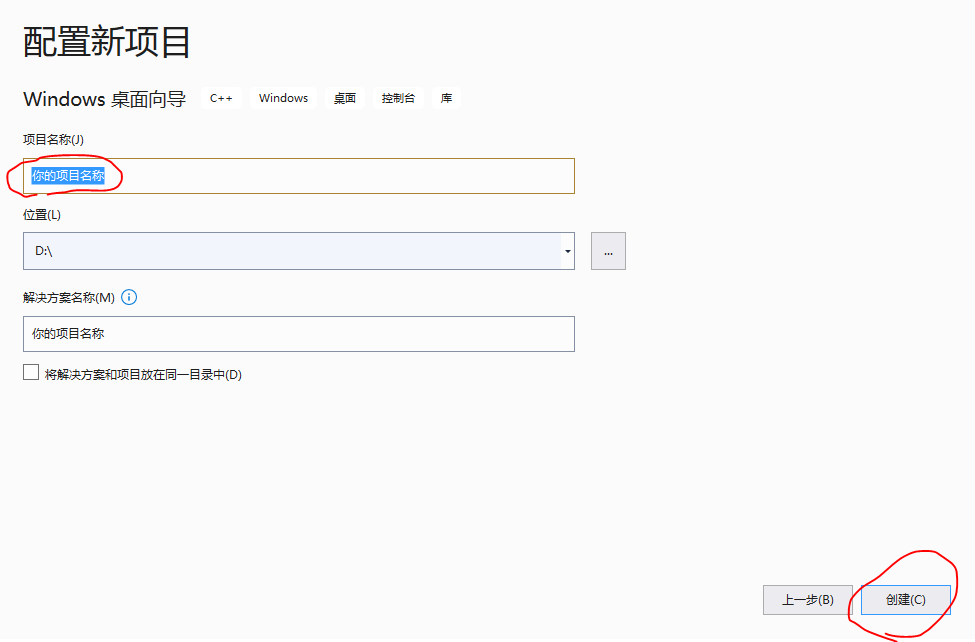 配置新项目
Windows 桌面向导 C++ Windows 桌面 控制台 库
项目名称(J)
你的项目名称
位置(L)
D:\
...
解决方案名称(M)
你的项目名称
将解决方案和项目放在同一目录中(D)
上一步(B) 创建(C)